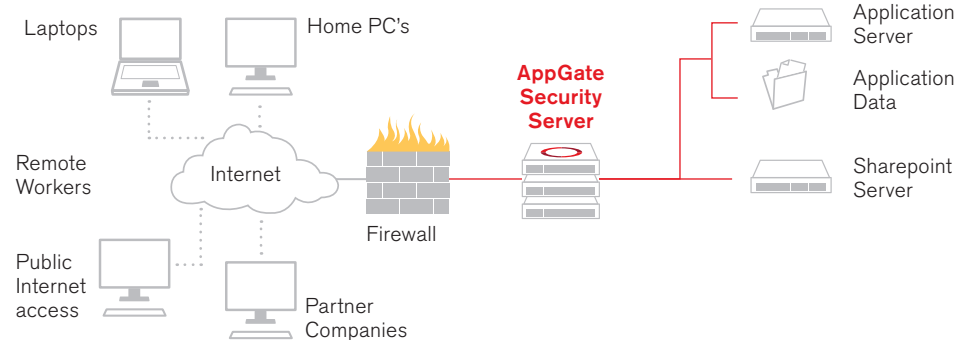 Laptops
Home PC's
Application
Server
AppGate
Security
Server
Application
Data
Remote
Workers
Internet
Sharepoint
Server
Firewall
Public
Internet
access
Partner
Companies